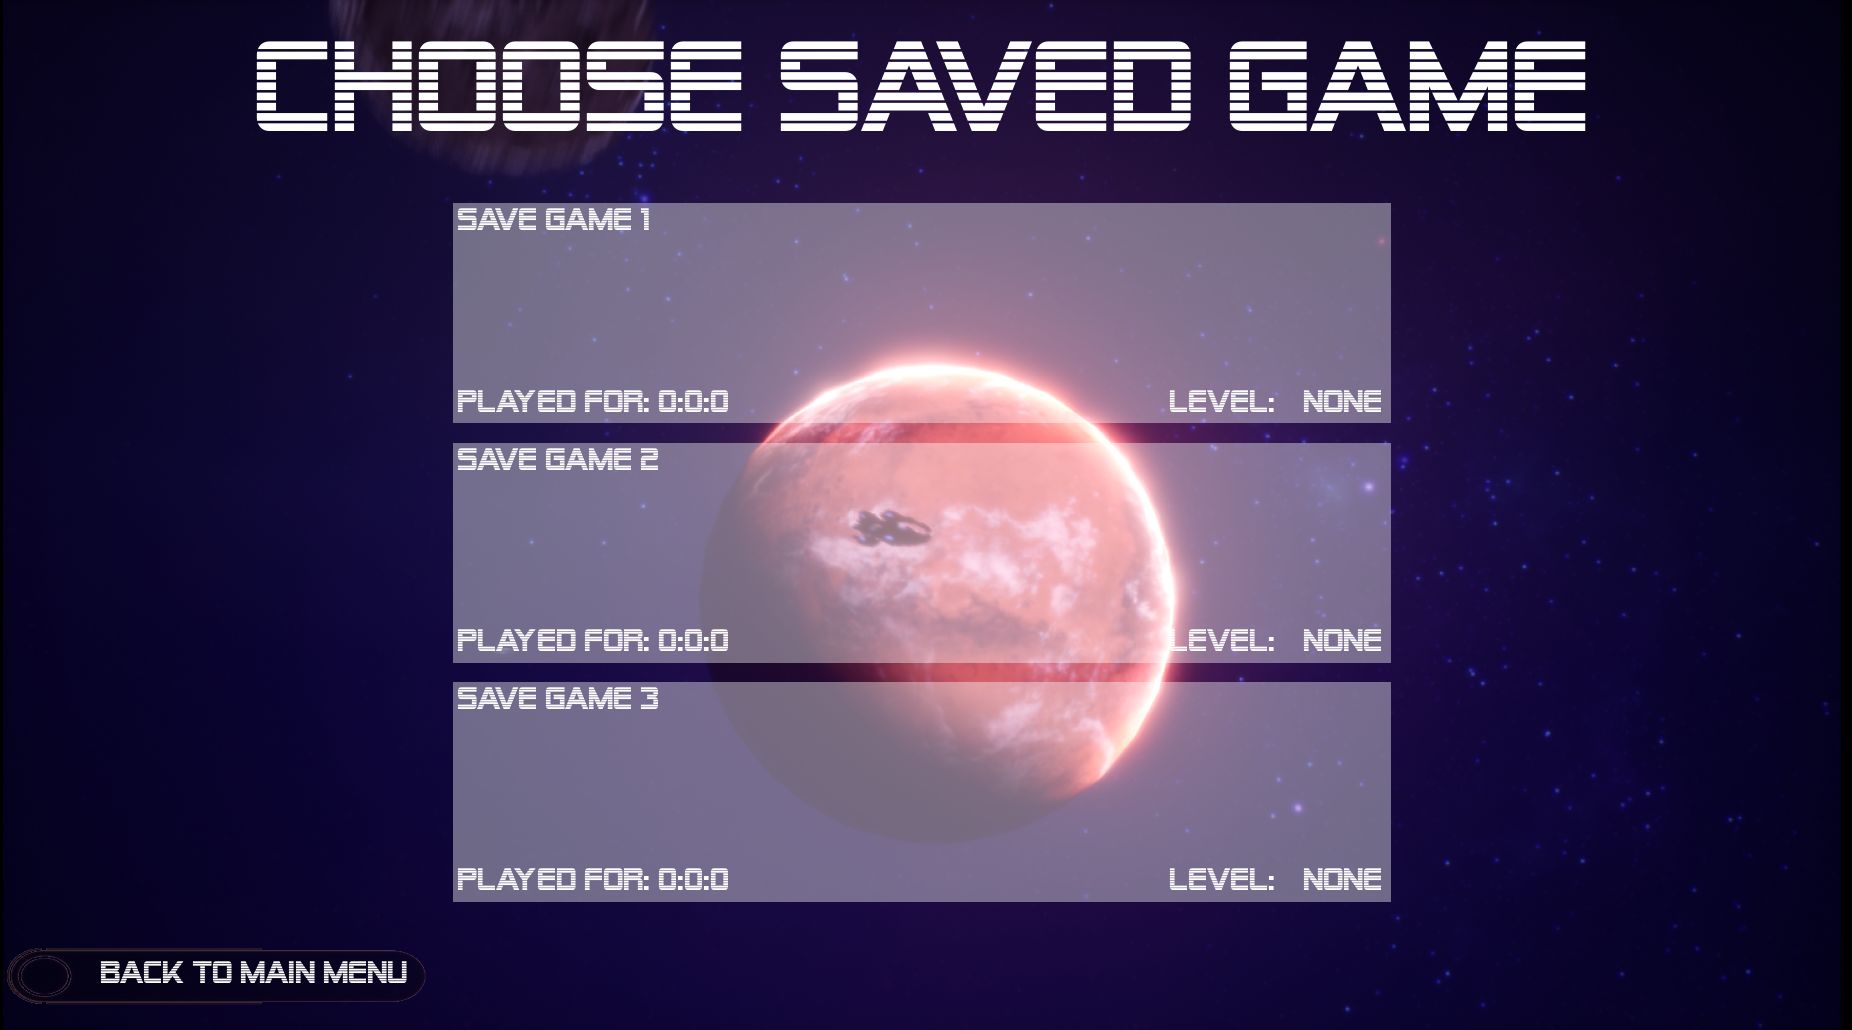 CHOOSE SAVED GAME
SAVE GAME 1
PLAYED FOR: 0:0:0 LEVEL: NONE
SAVE GAME 2
PLAYED FOR: 0:0:0 LEVEL: NONE
SAVE GAME 3
PLAYED FOR: 0:0:0 LEVEL: NONE
BACK TO MAIN MENU